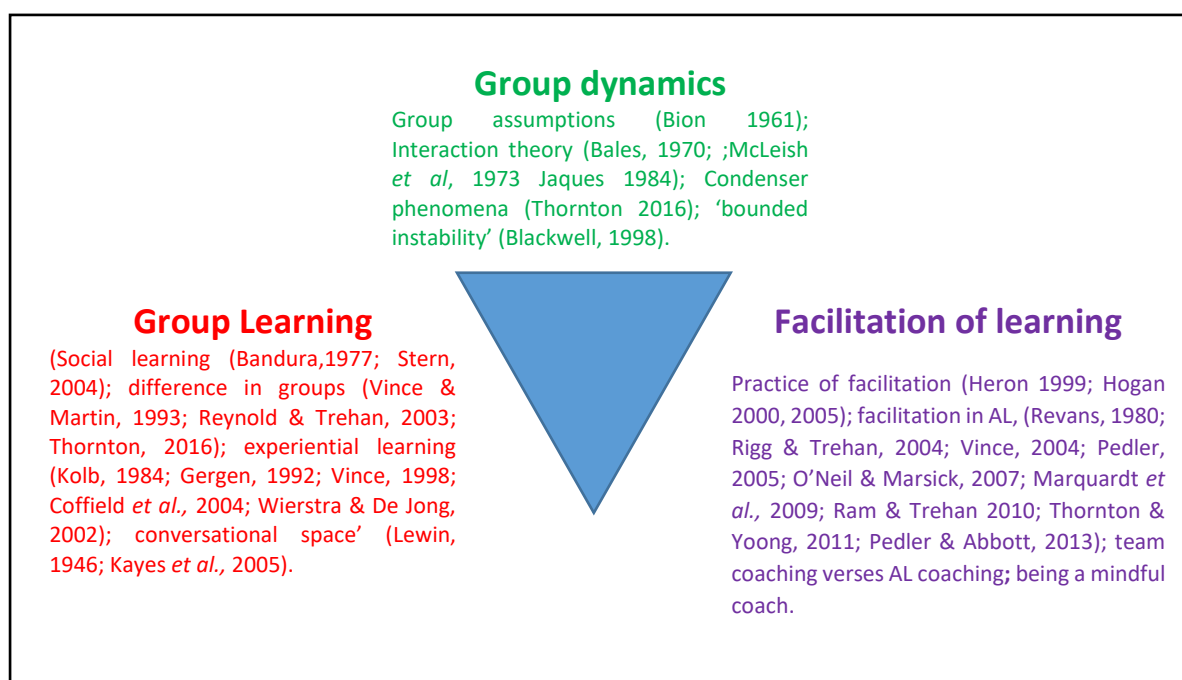 Group dynamics
Group assumptions (Bion 1961);
Interaction theory (Bales, 1970; ;McLeish
et al, 1973 Jaques 1984); Condenser
phenomena (Thornton 2016); ‘bounded
instability’ (Blackwell, 1998).
Group Learning
(Social learning (Bandura,1977; Stern,
2004); difference in groups (Vince &
Martin, 1993; Reynold & Trehan, 2003;
Thornton, 2016); experiential learning
(Kolb, 1984; Gergen, 1992; Vince, 1998;
Coffield et al., 2004; Wierstra & De Jong,
2002); conversational space’ (Lewin,
1946; Kayes et al., 2005).
Facilitation of learning
Practice of facilitation (Heron 1999; Hogan
2000, 2005); facilitation in AL, (Revans, 1980;
Rigg & Trehan, 2004; Vince, 2004; Pedler,
2005; O’Neil & Marsick, 2007; Marquardt et
al., 2009; Ram & Trehan 2010; Thornton &
Yoong, 2011; Pedler & Abbott, 2013); team
coaching verses AL coaching; being a mindful
coach.